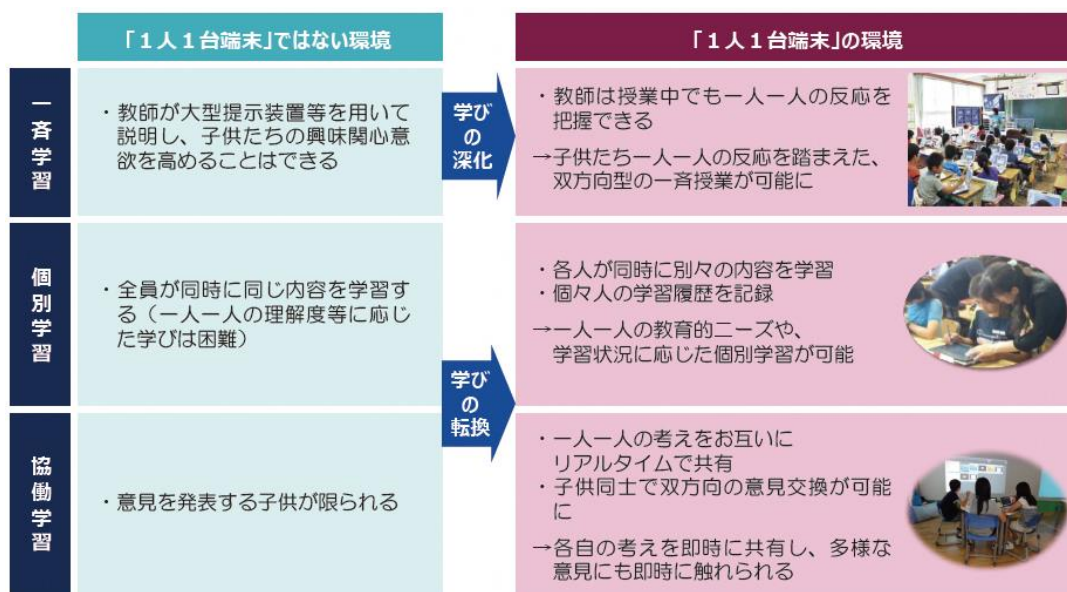 「１人１台端末」ではない環境
「１人１台端末」の環境
一斉学習
・教師が大型提示装置等を用いて
説明し、子供たちの興味関心意
欲を高めることはできる
学び
の
深化
・教師は授業中でも一人一人の反応を
把握できる
→子供たち一人一人の反応を踏まえた、
双方向型の一斉授業が可能に
個別学習
・全員が同時に同じ内容を学習す
る（一人一人の理解度等に応じ
た学びは困難）
学び
の
転換
・各人が同時に別々の内容を学習
・個々人の学習履歴を記録
→一人一人の教育的ニーズや、
学習状況に応じた個別学習が可能
協働学習
・意見を発表する子供が限られる
・一人一人の考えをお互いに
リアルタイムで共有
・子供同士で双方向の意見交換が可能
に
→各自の考えを即時に共有し、多様な
意見にも即時に触れられる